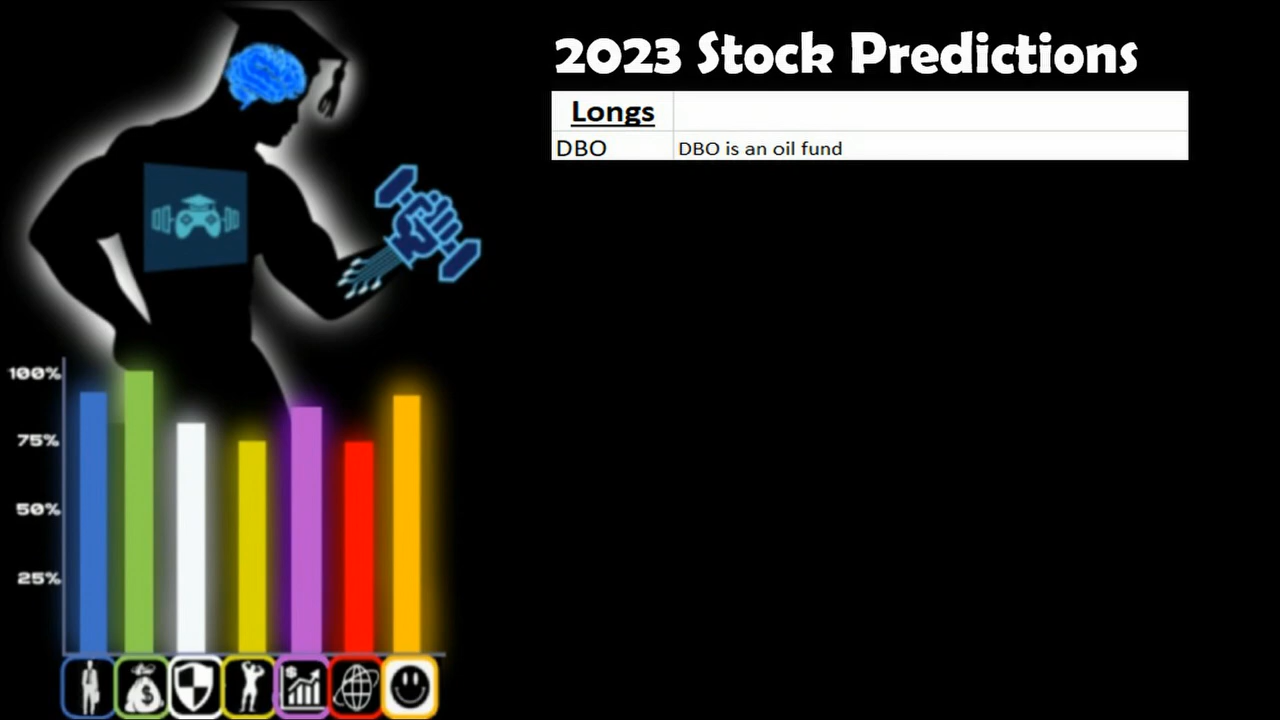 2023 Stock Predictions
Longs
DBO DBO is an oil fund
100%
75%
50%
25%
$
$